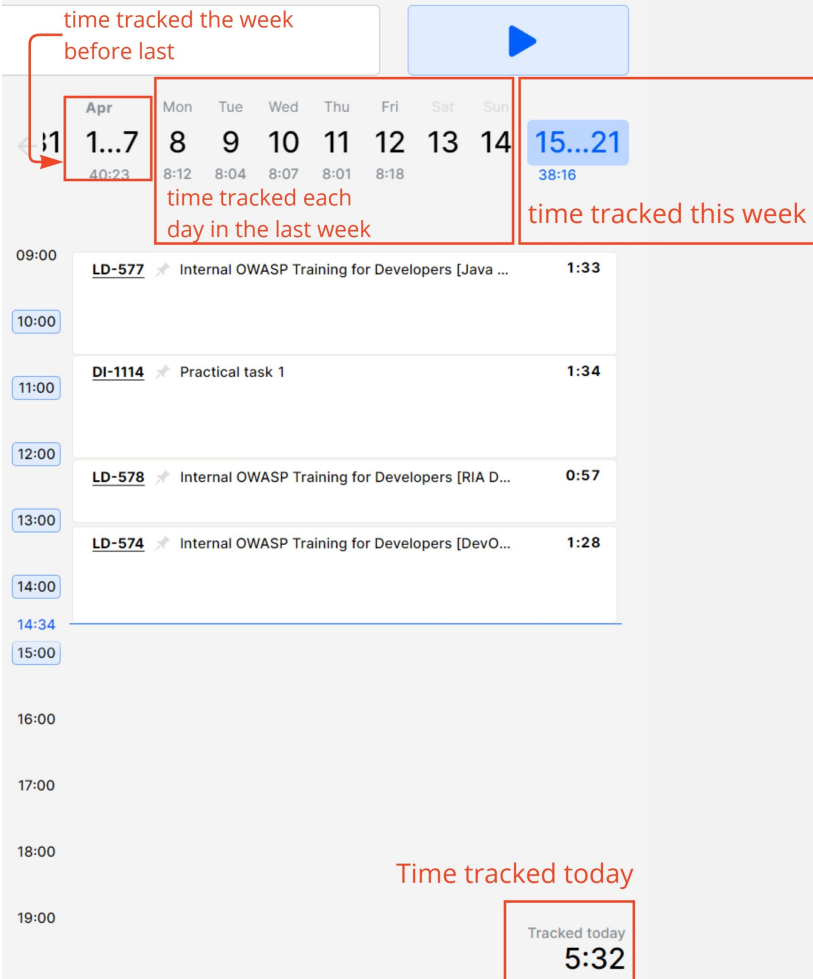 time tracked the week
before last
Apr Mon Tue Wed Thu Fri Sat Sun
31 1...7 8 9 10 11 12 13 14 15...21
40:23 8:12 8:04 8:07 8:01 8:18 38:16
time tracked each
day in the last week
time tracked this week
09:00
LD-577 Internal OWASP Training for Developers [Java ... 1:33
10:00
DI-1114 Practical task 1 1:34
11:00
12:00
LD-578 Internal OWASP Training for Developers [RIA D... 0:57
13:00
LD-574 Internal OWASP Training for Developers [DevO... 1:28
14:00
14:34
15:00
16:00
17:00
18:00
Time tracked today
19:00
Tracked today
5:32